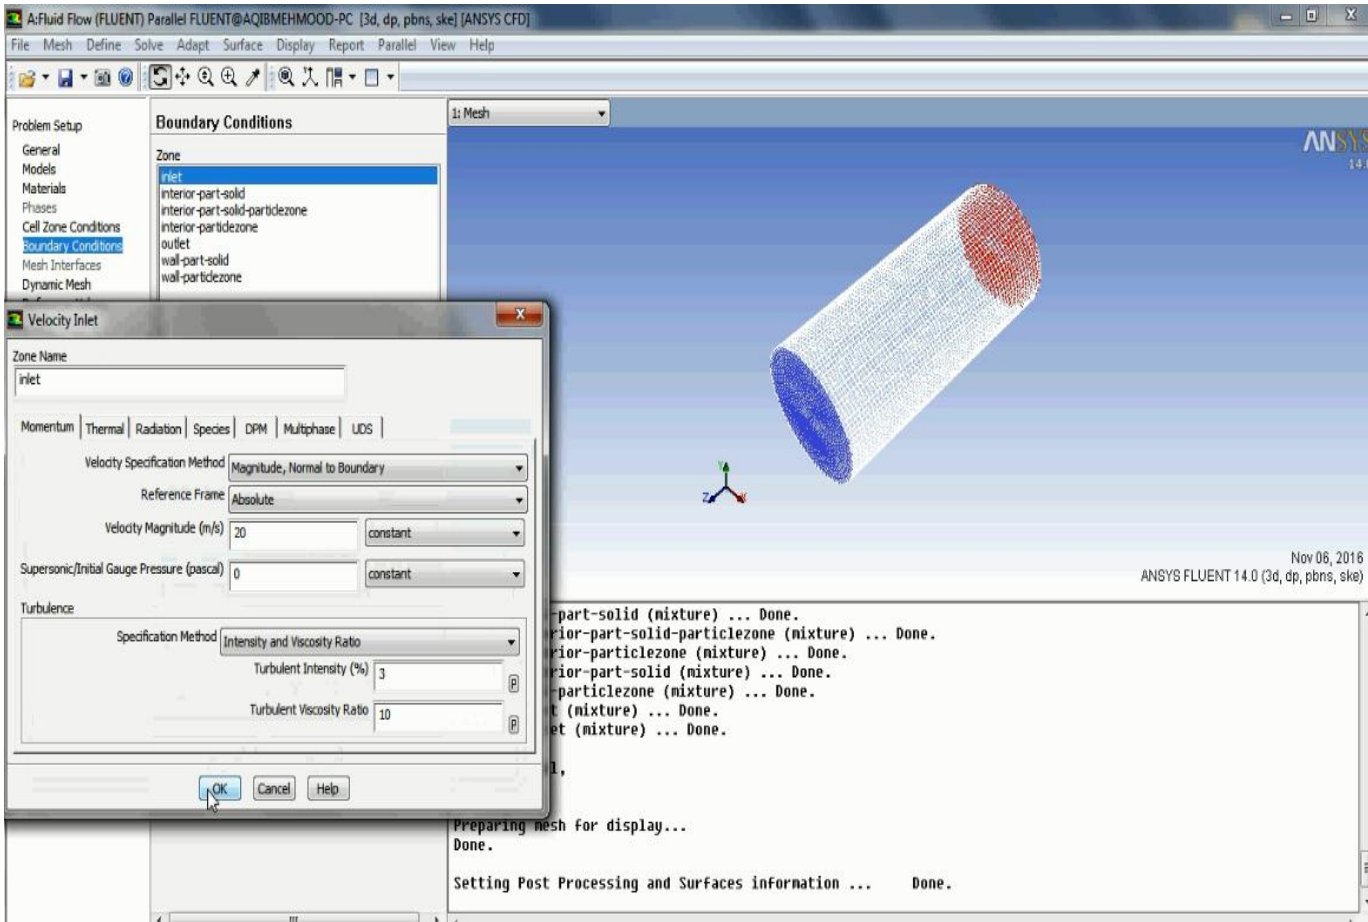 A:Fluid Flow (FLUENT) Parallel FLUENT@AQIBMEHMOOD-PC [3d, dp, pbns, ske] [ANSYS CFD]
File Mesh Define Solve Adapt Surface Display Report Parallel View Help
Problem Setup
General
Models
Materials
Phases
Cell Zone Conditions
Boundary Conditions
Mesh Interfaces
Dynamic Mesh
Boundary Conditions
Zone
inlet
interior-part-solid
interior-part-solid-particlezone
interior-particlezone
outlet
wall-part-solid
wall-particlezone
1: Mesh
ANSYS
14.0
Velocity Inlet
X
Zone Name
inlet
Momentum Thermal Radiation Species DPM Multiphase UDS
Velocity Specification Method Magnitude, Normal to Boundary
Reference Frame Absolute
Velocity Magnitude (m/s) 20 constant
Supersonic/Initial Gauge Pressure (pascal) 0 constant
Turbulence
Specification Method Intensity and Viscosity Ratio
Turbulent Intensity (%) 3 P
Turbulent Viscosity Ratio 10 P
OK Cancel Help
Y
Z X
Nov 06, 2016
ANSYS FLUENT 14.0 (3d, dp, pbns, ske)
-part-solid (mixture) ... Done.
rior-part-solid-particlezone (mixture) ... Done.
rior-particlezone (mixture) ... Done.
rior-part-solid (mixture) ... Done.
-particlezone (mixture) ... Done.
t (mixture) ... Done.
et (mixture) ... Done.
l,
Preparing mesh for display...
Done.
Setting Post Processing and Surfaces information ... Done.